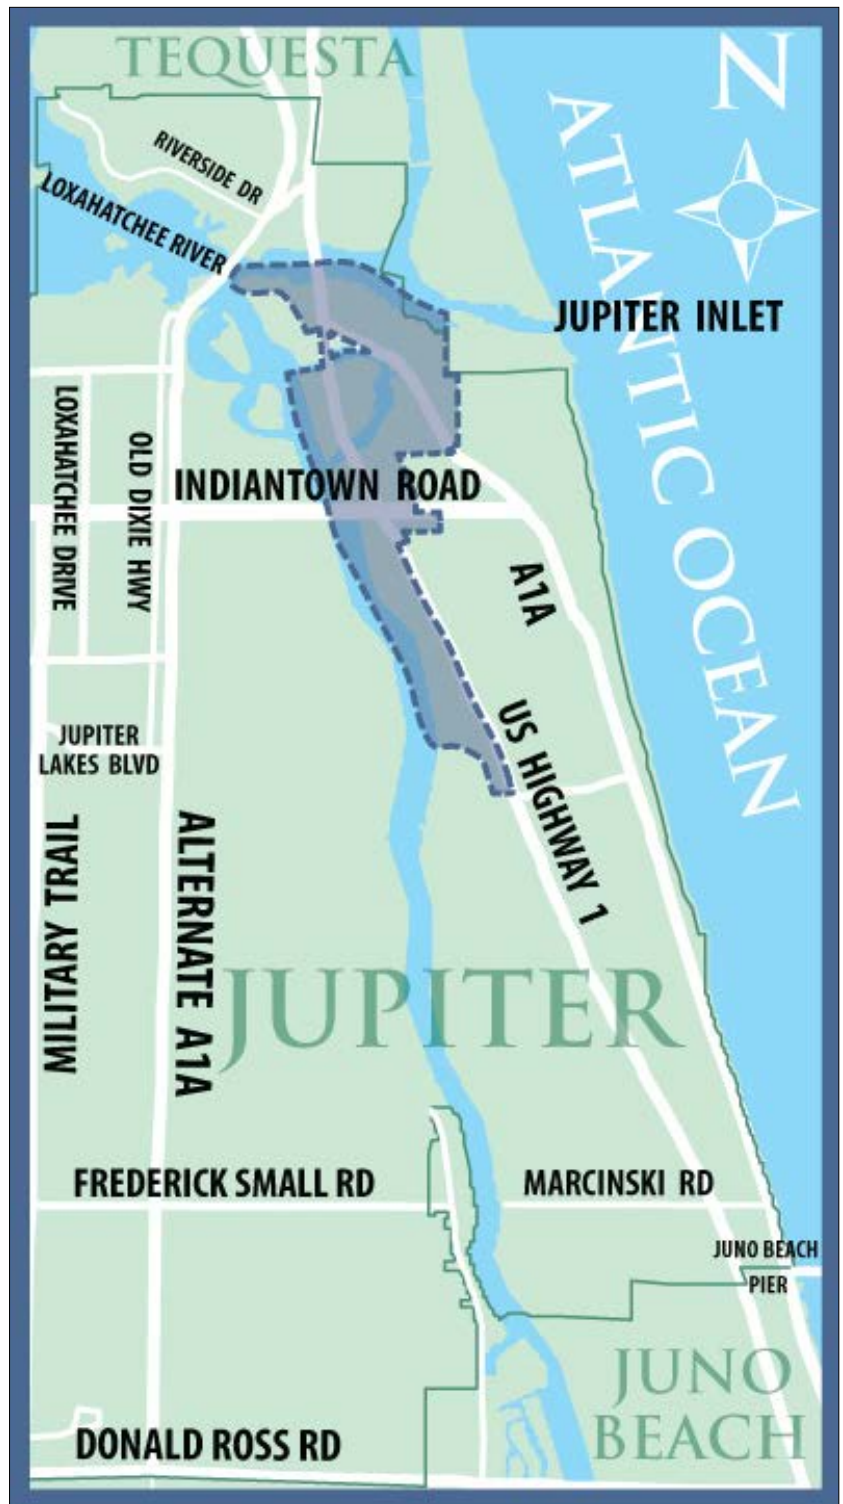 TEQUESTA
N
ATLANTIC OCEAN
RIVERSIDE DR
LOXAHATCHEE RIVER
JUPITER INLET
LOXAHATCHEE DRIVE
OLD DIXIE HWY
INDIANTOWN ROAD
A1A
US HIGHWAY 1
JUPITER
LAKES BLVD
MILITARY TRAIL
ALTERNATE A1A
JUPITER
FREDERICK SMALL RD
MARCINSKI RD
JUNO BEACH
PIER
JUNO
BEACH
DONALD ROSS RD